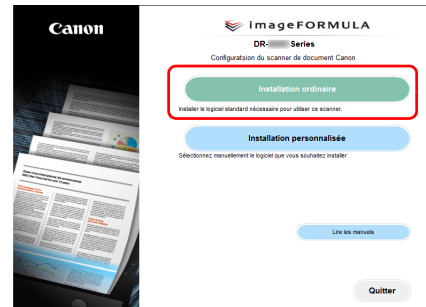 Canon
imageFORMULA
DR- Series
Configuratsion du scanner de document Canon
Installation ordinaire
Installer le logiciel standard nécessaire pour utiliser ce scanner.
Installation personnalisée
Sélectionnez manuellement le logiciel que vous souhaitez installer
Lire les manuels
Quitter